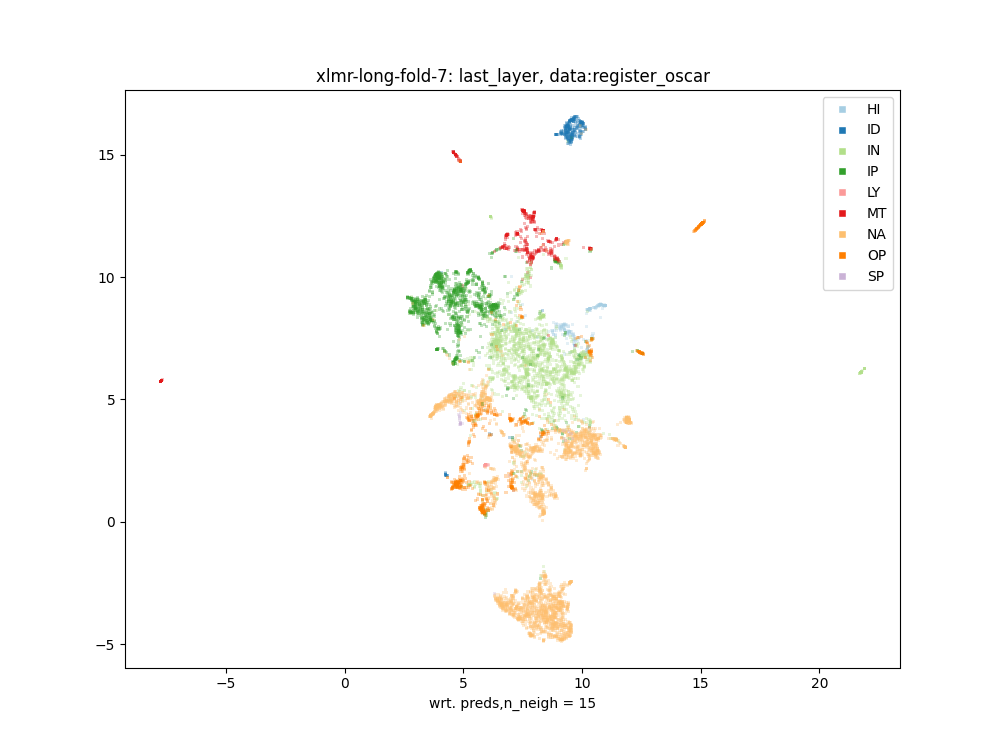 xlmr-long-fold-7: last_layer, data:register_oscar
HI
ID
IN
IP
LY
MT
NA
OP
SP
15
10
5
0
−5
−5
0
5
10
15
20
wrt. preds,n_neigh = 15